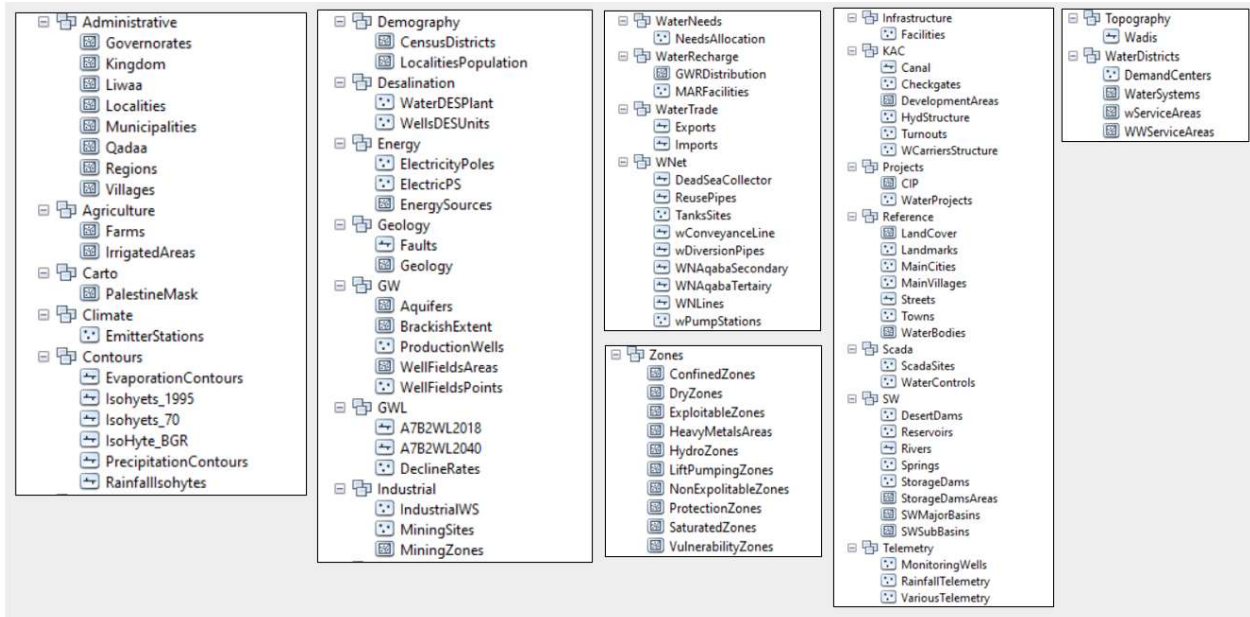 Administrative
Governorates
Kingdom
Liwaa
Localities
Municipalities
Qadaa
Regions
Villages
Agriculture
Farms
IrrigatedAreas
Carto
PalestineMask
Climate
EmitterStations
Contours
EvaporationContours
Isohyets_1995
Isohyets_70
IsoHyte_BGR
PrecipitationContours
RainfallIsohytes
Demography
CensusDistricts
LocalitiesPopulation
Desalination
WaterDESPlant
WellsDESUnits
Energy
ElectricityPoles
ElectricPS
EnergySources
Geology
Faults
Geology
GW
Aquifers
BrackishExtent
ProductionWells
WellFieldsAreas
WellFieldsPoints
GWL
A7B2WL2018
A7B2WL2040
DeclineRates
Industrial
IndustrialIWS
MiningSites
MiningZones
WaterNeeds
NeedsAllocation
WaterRecharge
GWRDistribution
MARFacilities
WaterTrade
Exports
Imports
WNet
DeadSeaCollector
ReusePipes
TanksSites
wConveyanceLine
wDiversionPipes
WNAqabaSecondary
WNAqabaTertairy
WNLines
wPumpStations
Zones
ConfinedZones
DryZones
ExploitableZones
HeavyMetalsAreas
HydroZones
LiftPumpingZones
NonExpolitableZones
ProtectionZones
SaturatedZones
VulnerabilityZones
Infrastructure
Facilities
KAC
Canal
Checkgates
DevelopmentAreas
HydStructure
Turnouts
WCarriersStructure
Projects
CIP
WaterProjects
Reference
LandCover
Landmarks
MainCities
MainVillages
Streets
Towns
WaterBodies
Scada
ScadaSites
WaterControls
SW
DesertDams
Reservoirs
Rivers
Springs
StorageDams
StorageDamsAreas
SWMajorBasins
SWSubBasins
Telemetry
MonitoringWells
RainfallTelemetry
VariousTelemetry
Topography
Wadis
WaterDistricts
DemandCenters
WaterSystems
wServiceAreas
WWServiceAreas